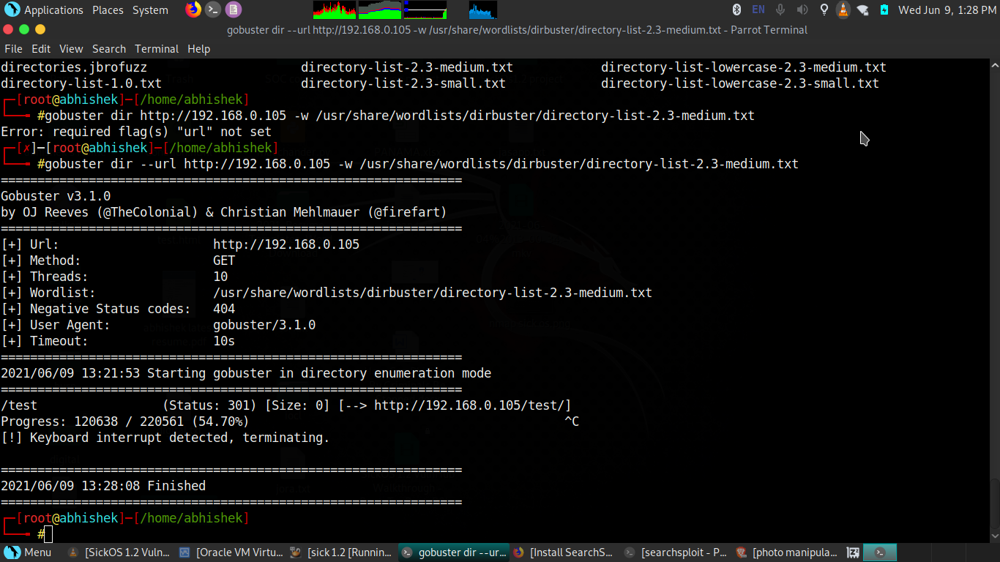 Applications Places System EN Wed Jun 9, 1:28 PM
gobuster dir --url http://192.168.0.105 -w /usr/share/wordlists/dirbuster/directory-list-2.3-medium.txt - Parrot Terminal
File Edit View Search Terminal Help
directories.jbrofuzz directory-list-2.3-medium.txt directory-list-lowercase-2.3-medium.txt
directory-list-1.0.txt directory-list-2.3-small.txt directory-list-lowercase-2.3-small.txt
┌─[root@abhishek]─[/home/abhishek]
└──╼ #gobuster dir http://192.168.0.105 -w /usr/share/wordlists/dirbuster/directory-list-2.3-medium.txt
Error: required flag(s) "url" not set
┌─[✗]─[root@abhishek]─[/home/abhishek]
└──╼ #gobuster dir --url http://192.168.0.105 -w /usr/share/wordlists/dirbuster/directory-list-2.3-medium.txt
===============================================================
Gobuster v3.1.0
by OJ Reeves (@TheColonial) & Christian Mehlmauer (@firefart)
===============================================================
[+] Url: http://192.168.0.105
[+] Method: GET
[+] Threads: 10
[+] Wordlist: /usr/share/wordlists/dirbuster/directory-list-2.3-medium.txt
[+] Negative Status codes: 404
[+] User Agent: gobuster/3.1.0
[+] Timeout: 10s
===============================================================
2021/06/09 13:21:53 Starting gobuster in directory enumeration mode
===============================================================
/test (Status: 301) [Size: 0] [--> http://192.168.0.105/test/]
Progress: 120638 / 220561 (54.70%) ^C
[!] Keyboard interrupt detected, terminating.
===============================================================
2021/06/09 13:28:08 Finished
===============================================================
┌─[root@abhishek]─[/home/abhishek]
└──╼ #
Menu [SickOS 1.2 Vuln... [Oracle VM Virtu... [sick 1.2 [Runnin... gobuster dir --ur... [Install SearchS... [searchsploit - P... [photo manipula...